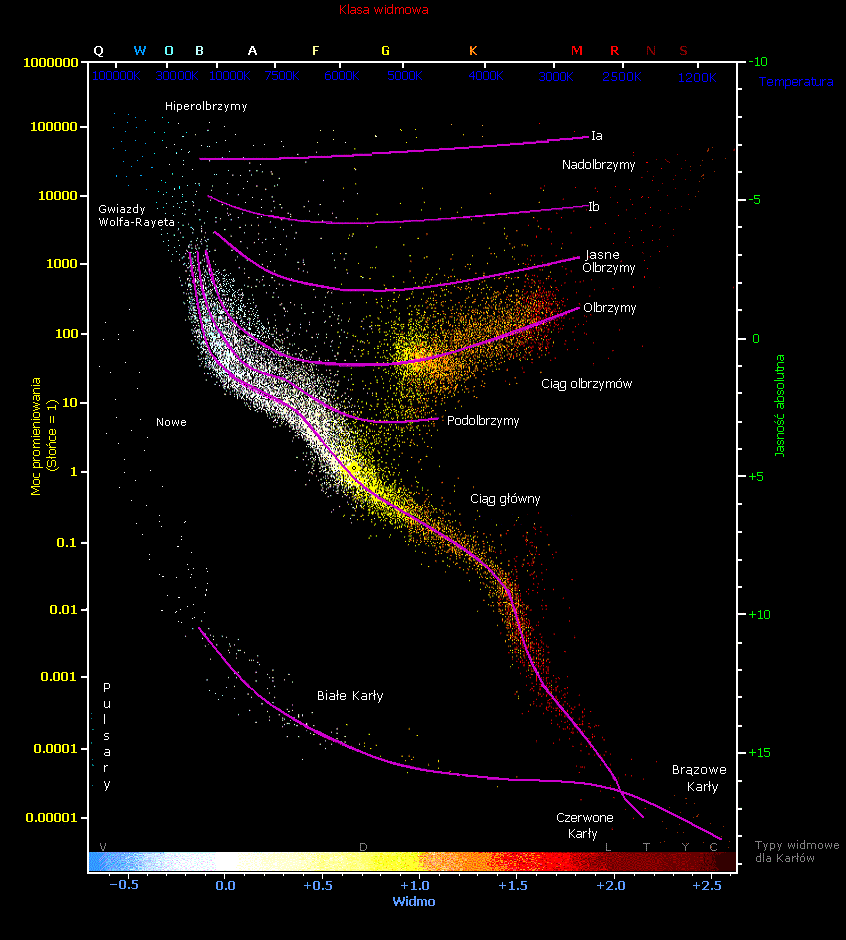 Klasa widmowa
Q W O B A F G K M R N S
1000000
-10
100000K 30000K 10000K 7500K 6000K 5000K 4000K 3000K 2500K 1200K
Temperatura
Hiperolbrzymy
100000
Ia
Nadolbrzymy
10000
-5
Gwiazdy
Wolfa-Rayeta
Ib
1000
Jasne
Olbrzymy
Olbrzymy
100
0
Ciąg olbrzymów
10
Podolbrzymy
Nowe
Moc promieniowania
(Słońce = 1)
Jasność absolutna
1
+5
Ciąg główny
0.1
0.01
+10
0.001
Pulsary
Białe Karły
0.0001
+15
Brązowe
Karły
0.00001
Czerwone
Karły
V D L T Y C
Typy widmowe
dla Karłów
-0.5 0.0 +0.5 +1.0 +1.5 +2.0 +2.5
Widmo